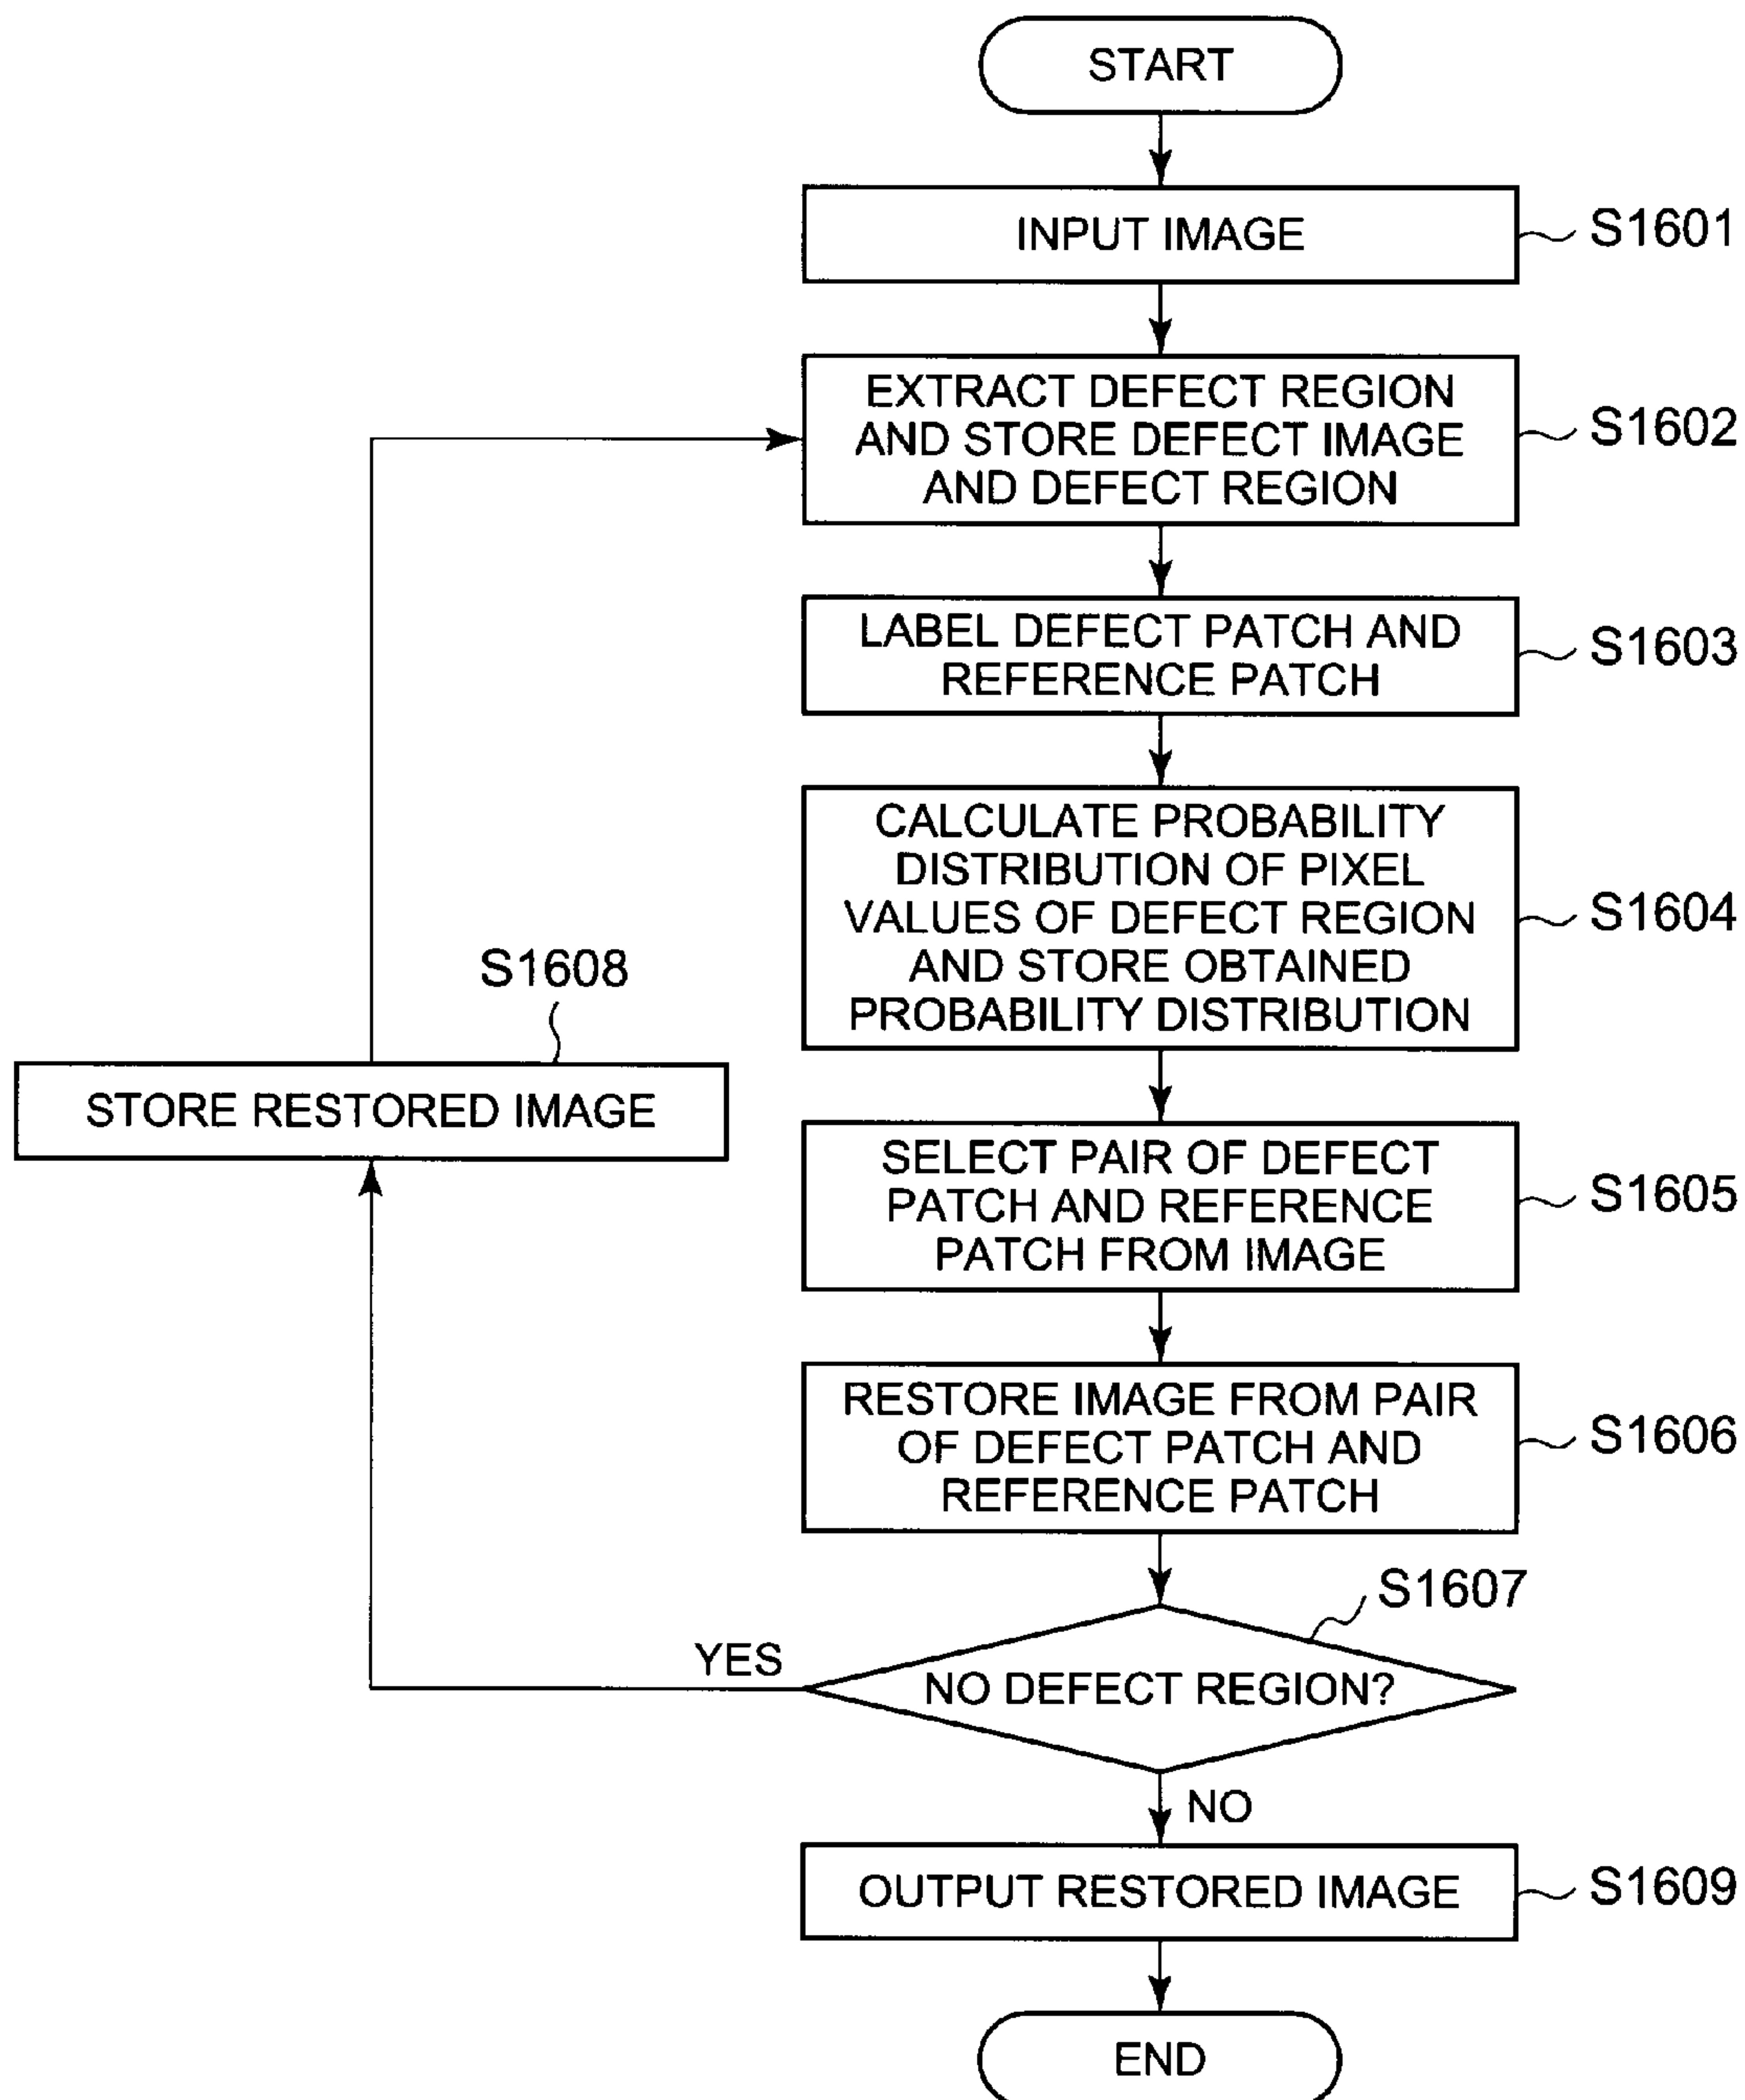 START
INPUT IMAGE
S1601
EXTRACT DEFECT REGION
AND STORE DEFECT IMAGE
AND DEFECT REGION
S1602
LABEL DEFECT PATCH AND
REFERENCE PATCH
S1603
CALCULATE PROBABILITY
DISTRIBUTION OF PIXEL
VALUES OF DEFECT REGION
AND STORE OBTAINED
PROBABILITY DISTRIBUTION
S1604
S1608
STORE RESTORED IMAGE
SELECT PAIR OF DEFECT
PATCH AND REFERENCE
PATCH FROM IMAGE
S1605
RESTORE IMAGE FROM PAIR
OF DEFECT PATCH AND
REFERENCE PATCH
S1606
S1607
YES
NO DEFECT REGION?
NO
OUTPUT RESTORED IMAGE
S1609
END